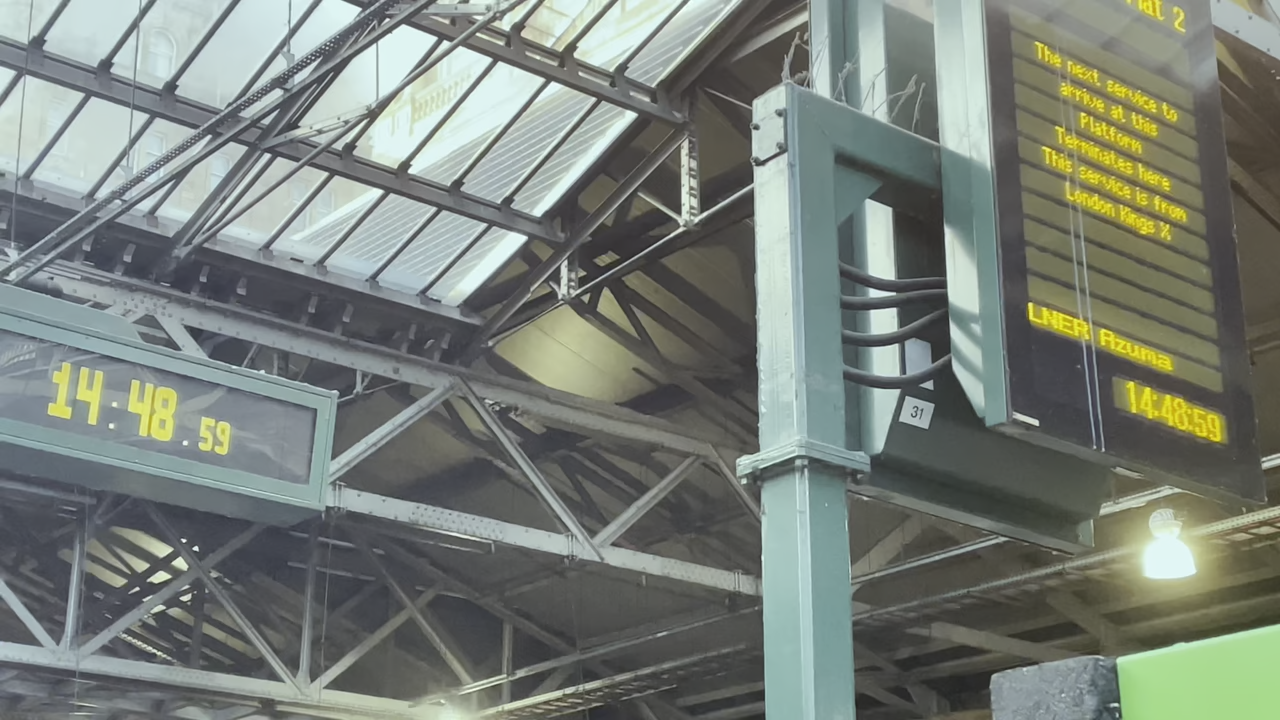 14:48.59
Plat 2
The next service to
arrive at this
Platform
Terminates here
This service is from
London Kings X
LNER Azuma
14:48:59
31